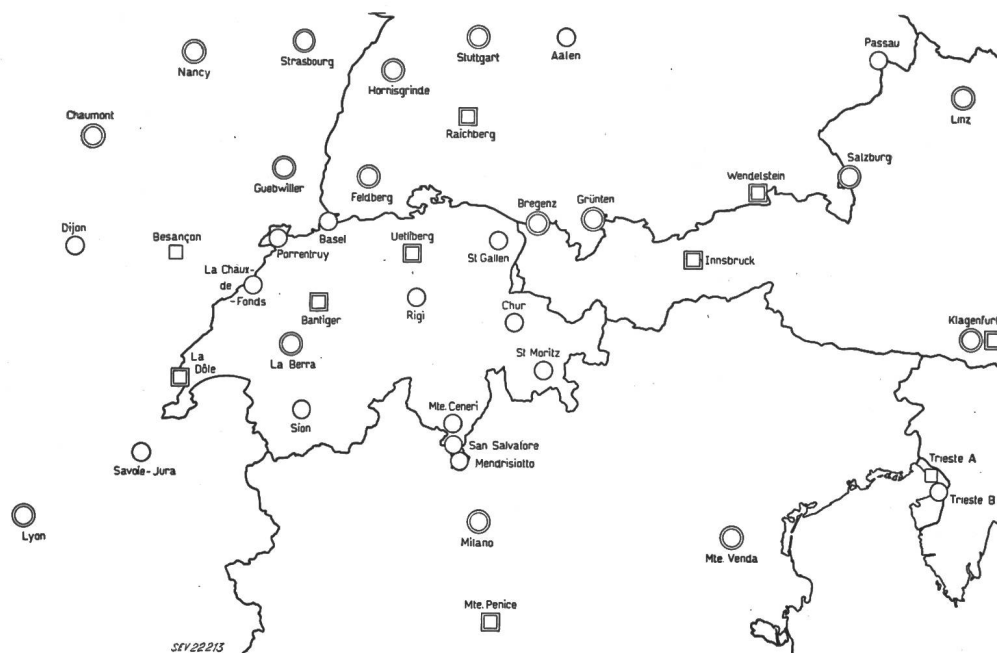 Nancy
Strasbourg
Stuttgart
Aalen
Passau
Hornisgrinde
Linz
Chaumont
Raichberg
Guebwiller
Feldberg
Wendelstein
Salzburg
Dijon
Besançon
Porrentruy
Basel
Uetliberg
St Gallen
Bregenz
Grünten
Innsbruck
La Chaux-
de
-Fonds
Bantiger
Rigi
Chur
Klagenfurt
La
Dôle
La Berra
St Moritz
Sion
Mte. Ceneri
San Salvatore
Mendrisiotto
Savoie-Jura
Trieste A
Trieste B
Lyon
Milano
Mte. Venda
Mte. Penice
SEV 22213